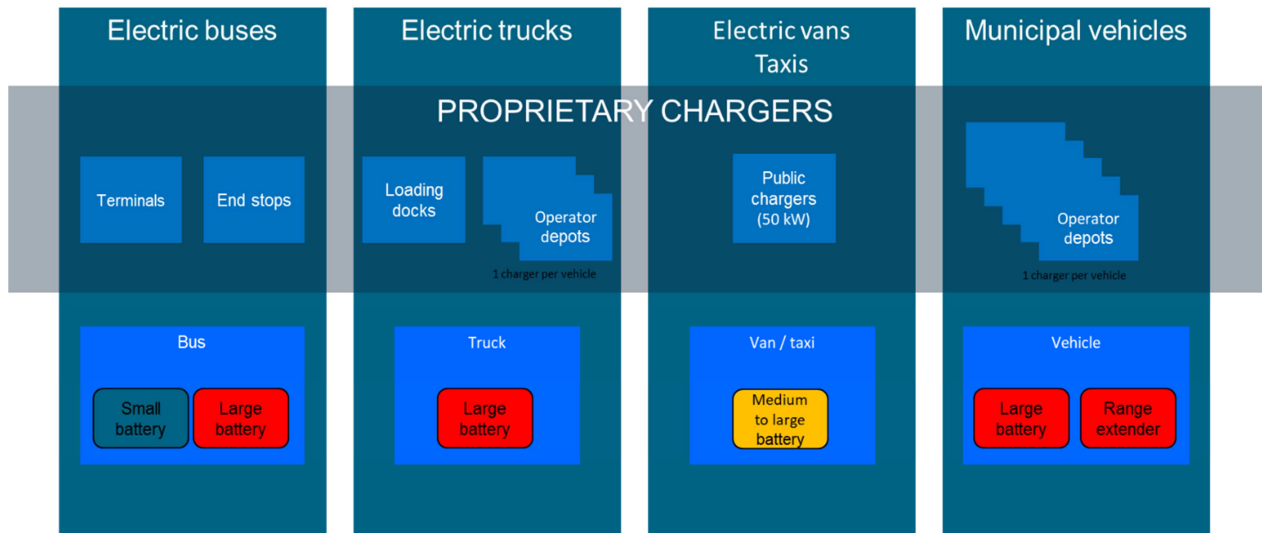 Electric buses
Electric trucks
Electric vans
Taxis
Municipal vehicles
PROPRIETARY CHARGERS
Terminals
End stops
Loading
docks
Operator
depots
1 charger per vehicle
Public
chargers
(50 kW)
Operator
depots
1 charger per vehicle
Bus
Small
battery
Large
battery
Truck
Large
battery
Van / taxi
Medium
to large
battery
Vehicle
Large
battery
Range
extender